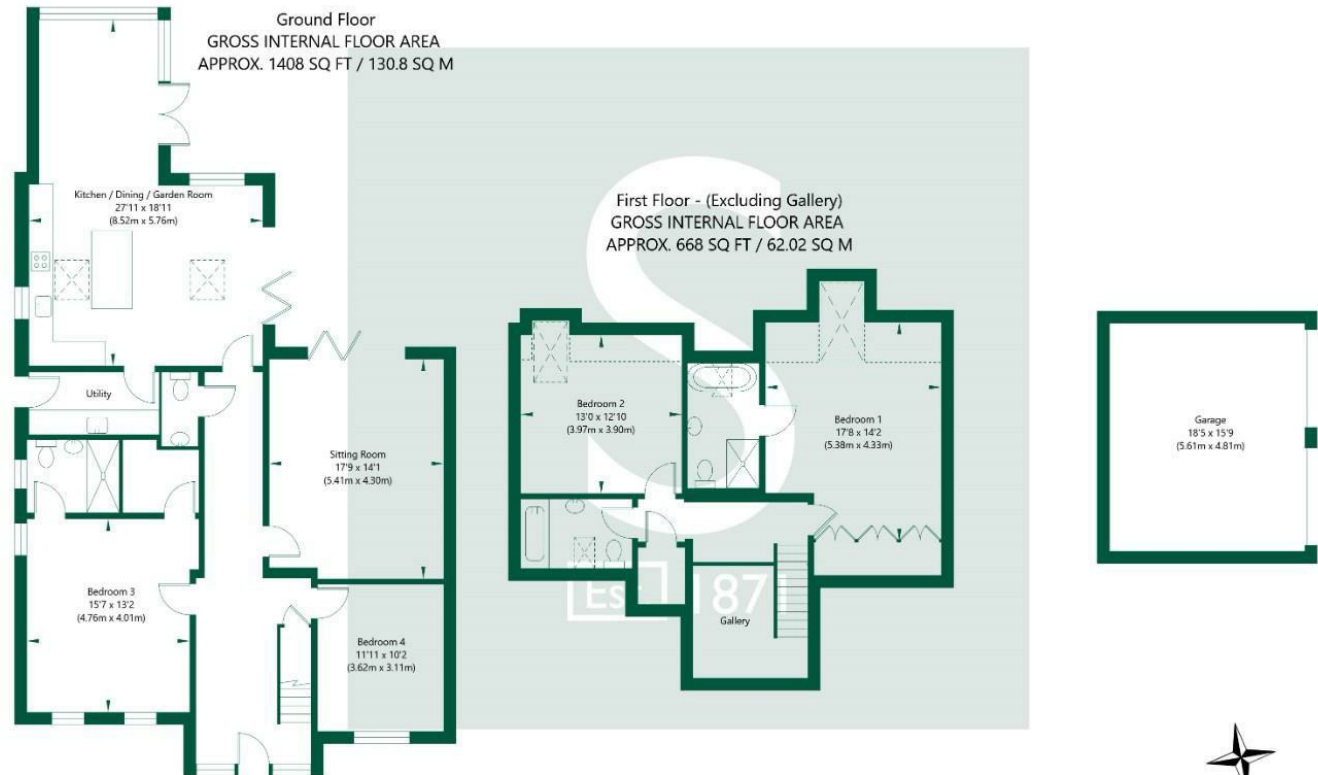 Ground Floor
GROSS INTERNAL FLOOR AREA
APPROX. 1408 SQ FT / 130.8 SQ M
Kitchen / Dining / Garden Room
27'11 x 18'11
(8.52m x 5.76m)
Utility
Sitting Room
17'9 x 14'1
(5.41m x 4.30m)
Bedroom 3
15'7 x 13'2
(4.76m x 4.01m)
Bedroom 4
11'11 x 10'2
(3.62m x 3.11m)
First Floor - (Excluding Gallery)
GROSS INTERNAL FLOOR AREA
APPROX. 668 SQ FT / 62.02 SQ M
Bedroom 2
13'0 x 12'10
(3.97m x 3.90m)
Bedroom 1
17'8 x 14'2
(5.38m x 4.33m)
Gallery
Garage
18'5 x 15'9
(5.61m x 4.81m)
S